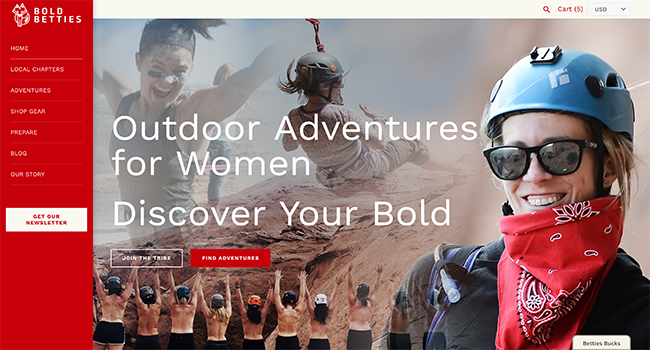 BOLD
BETTIES
Cart (5)
USD
HOME
LOCAL CHAPTERS
ADVENTURES
SHOP GEAR
PREPARE
BLOG
OUR STORY
GET OUR
NEWSLETTER
Outdoor Adventures
for Women
Discover Your Bold
JOIN THE TRIBE
FIND ADVENTURES
Betties Bucks